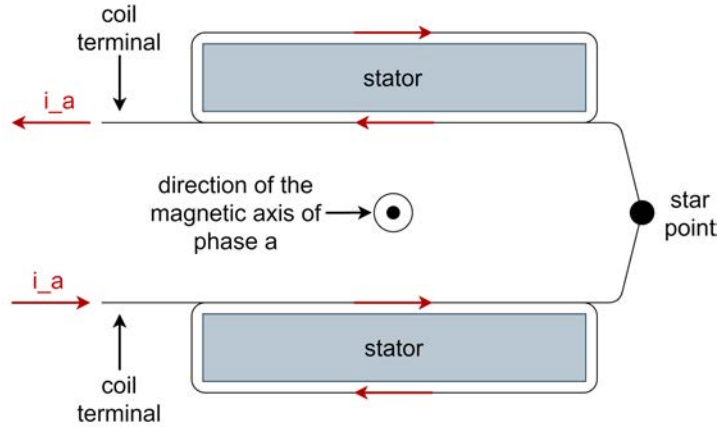 coil
terminal
stator
i_a
direction of the
magnetic axis of
phase a
star
point
i_a
stator
coil
terminal